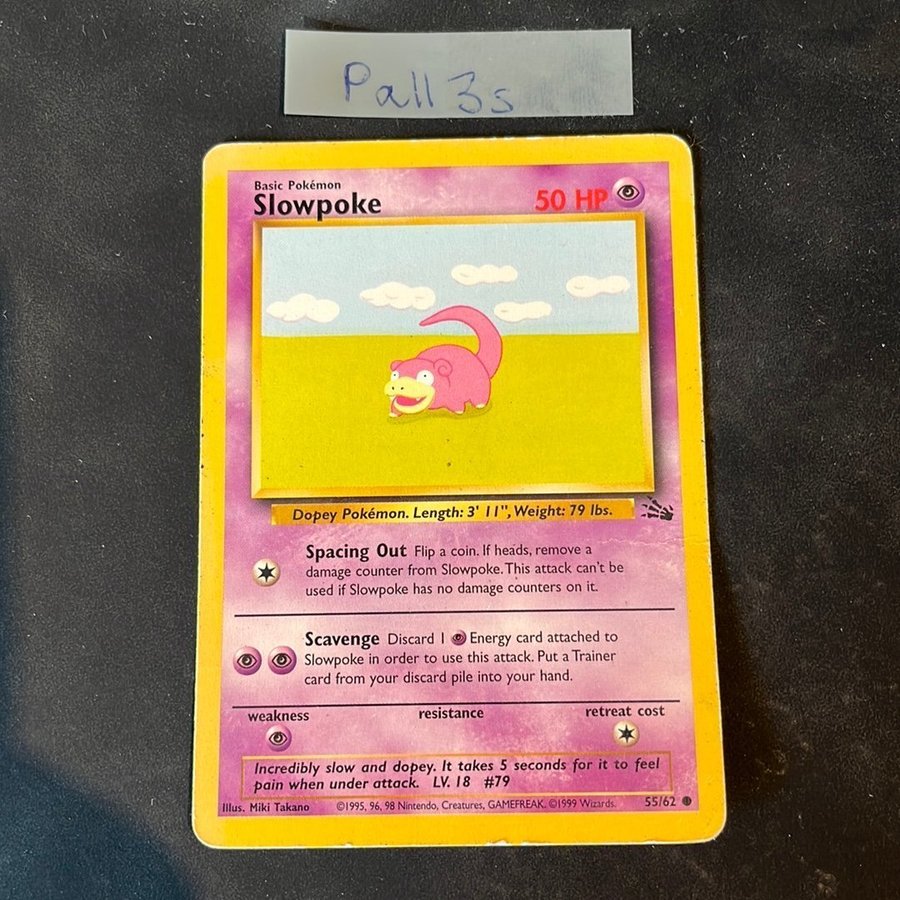 Pall3s
Basic Pokémon
Slowpoke
50 HP
Dopey Pokémon. Length: 3' 11", Weight: 79 lbs.
Spacing Out Flip a coin. If heads, remove a
damage counter from Slowpoke. This attack can't be
used if Slowpoke has no damage counters on it.
Scavenge Discard 1 Energy card attached to
Slowpoke in order to use this attack. Put a Trainer
card from your discard pile into your hand.
weakness resistance retreat cost
Incredibly slow and dopey. It takes 5 seconds for it to feel
pain when under attack. LV. 18 #79
Illus. Miki Takano ©1995, 96, 98 Nintendo, Creatures, GAMEFREAK. ©1999 Wizards. 55/62